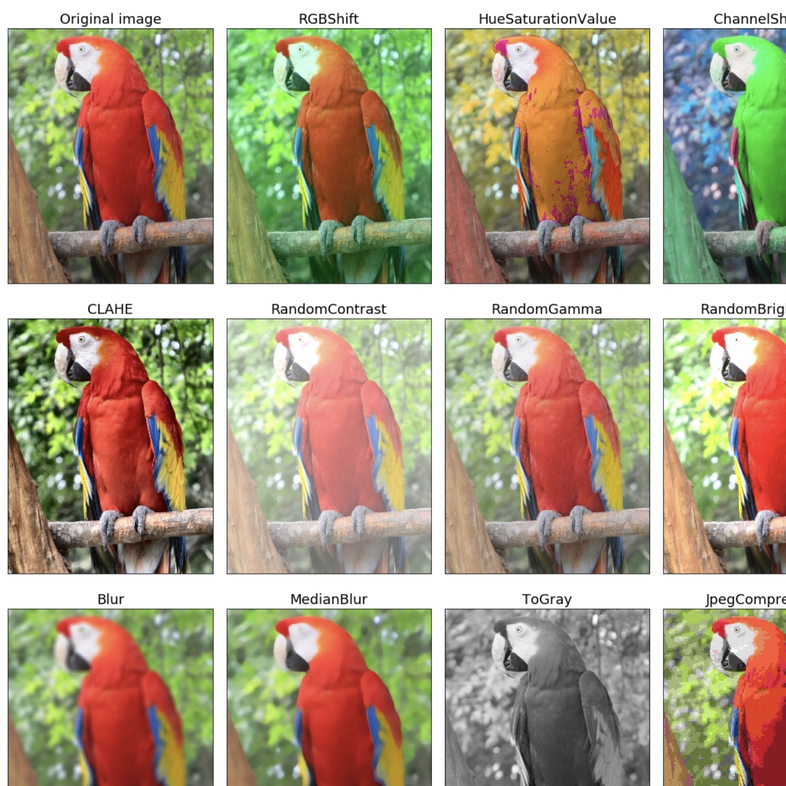 Original image
RGBShift
HueSaturationValue
ChannelSh
CLAHE
RandomContrast
RandomGamma
RandomBrig
Blur
MedianBlur
ToGray
JpegCompre